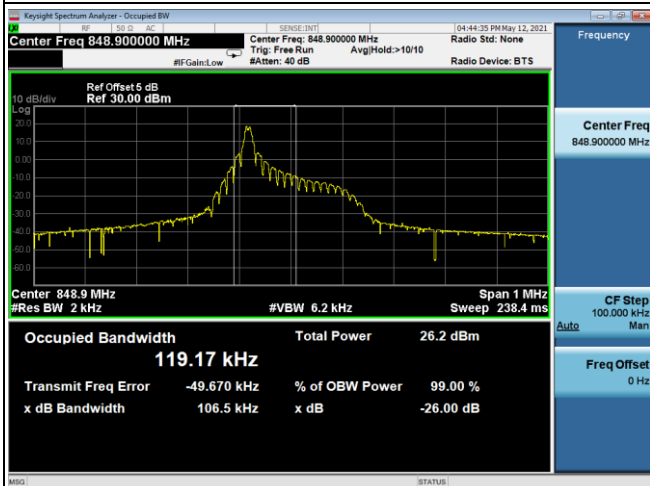 Keysight Spectrum Analyzer - Occupied BW
LXI RF 50 Ω AC SENSE:INT 04:44:35 PM May 12, 2021
Center Freq 848.900000 MHz
Center Freq: 848.900000 MHz
Radio Std: None
Trig: Free Run Avg|Hold:>10/10
#IFGain:Low #Atten: 40 dB Radio Device: BTS
Frequency
Ref Offset 5 dB
10 dB/div Ref 30.00 dBm
Log
20.0
10.0
0.00
-10.0
-20.0
-30.0
-40.0
-50.0
-60.0
Center 848.9 MHz Span 1 MHz
#Res BW 2 kHz #VBW 6.2 kHz Sweep 238.4 ms
Occupied Bandwidth Total Power 26.2 dBm
119.17 kHz
Transmit Freq Error -49.670 kHz % of OBW Power 99.00 %
x dB Bandwidth 106.5 kHz x dB -26.00 dB
Center Freq
848.900000 MHz
CF Step
100.000 kHz
Auto Man
Freq Offset
0 Hz
MSG STATUS